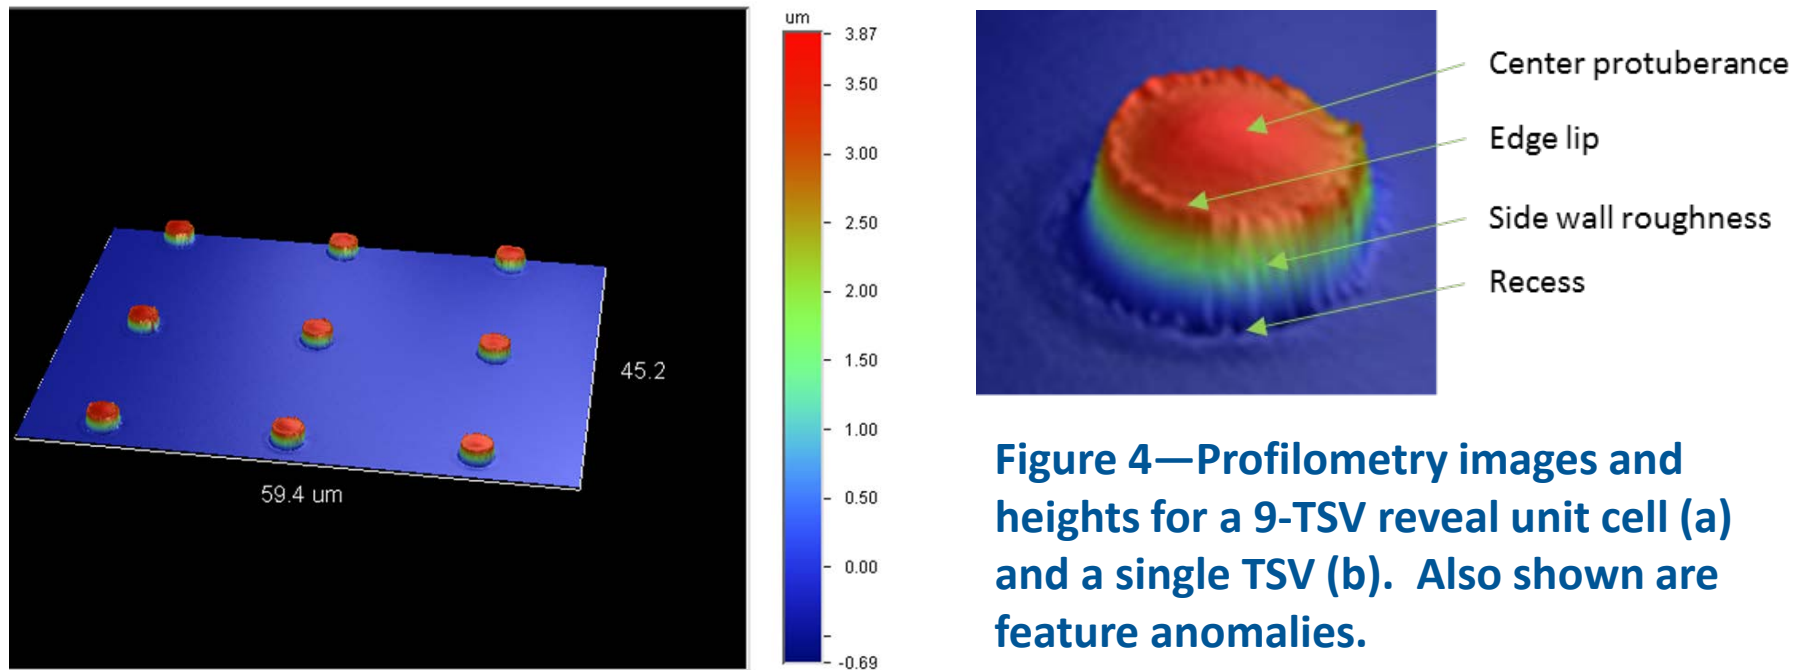 um
3.87
3.50
3.00
2.50
2.00
1.50
1.00
0.50
0.00
-0.69
45.2
59.4 um
Center protuberance
Edge lip
Side wall roughness
Recess
Figure 4—Profilometry images and
heights for a 9-TSV reveal unit cell (a)
and a single TSV (b).  Also shown are
feature anomalies.